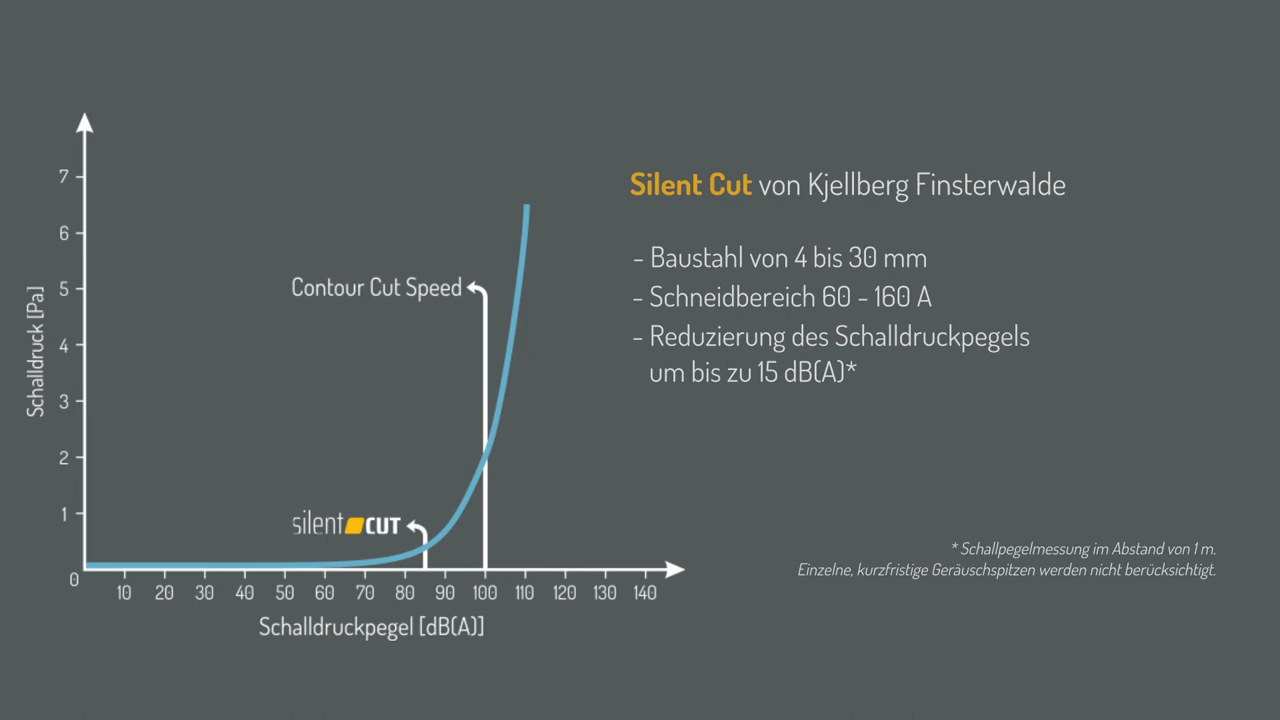 Silent Cut von Kjellberg Finsterwalde
- Baustahl von 4 bis 30 mm
- Schneidbereich 60 - 160 A
- Reduzierung des Schalldruckpegels
um bis zu 15 dB(A)*
* Schallpegelmessung im Abstand von 1 m.
Einzelne, kurzfristige Geräuschspitzen werden nicht berücksichtigt.
Schalldruck [Pa]
7
6
5
4
3
2
1
0
Contour Cut Speed
silent CUT
10 20 30 40 50 60 70 80 90 100 110 120 130 140
Schalldruckpegel [dB(A)]